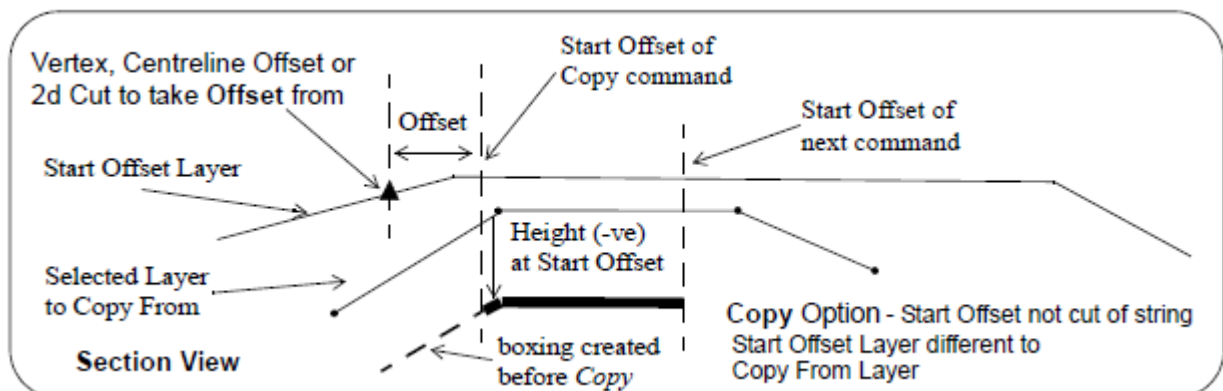 Vertex, Centreline Offset or
2d Cut to take Offset from
Start Offset of
Copy command
Offset
Start Offset of
next command
Start Offset Layer
Height (-ve)
at Start Offset
Selected Layer
to Copy From
Copy Option - Start Offset not cut of string
Start Offset Layer different to
Copy From Layer
Section View
boxing created
before Copy